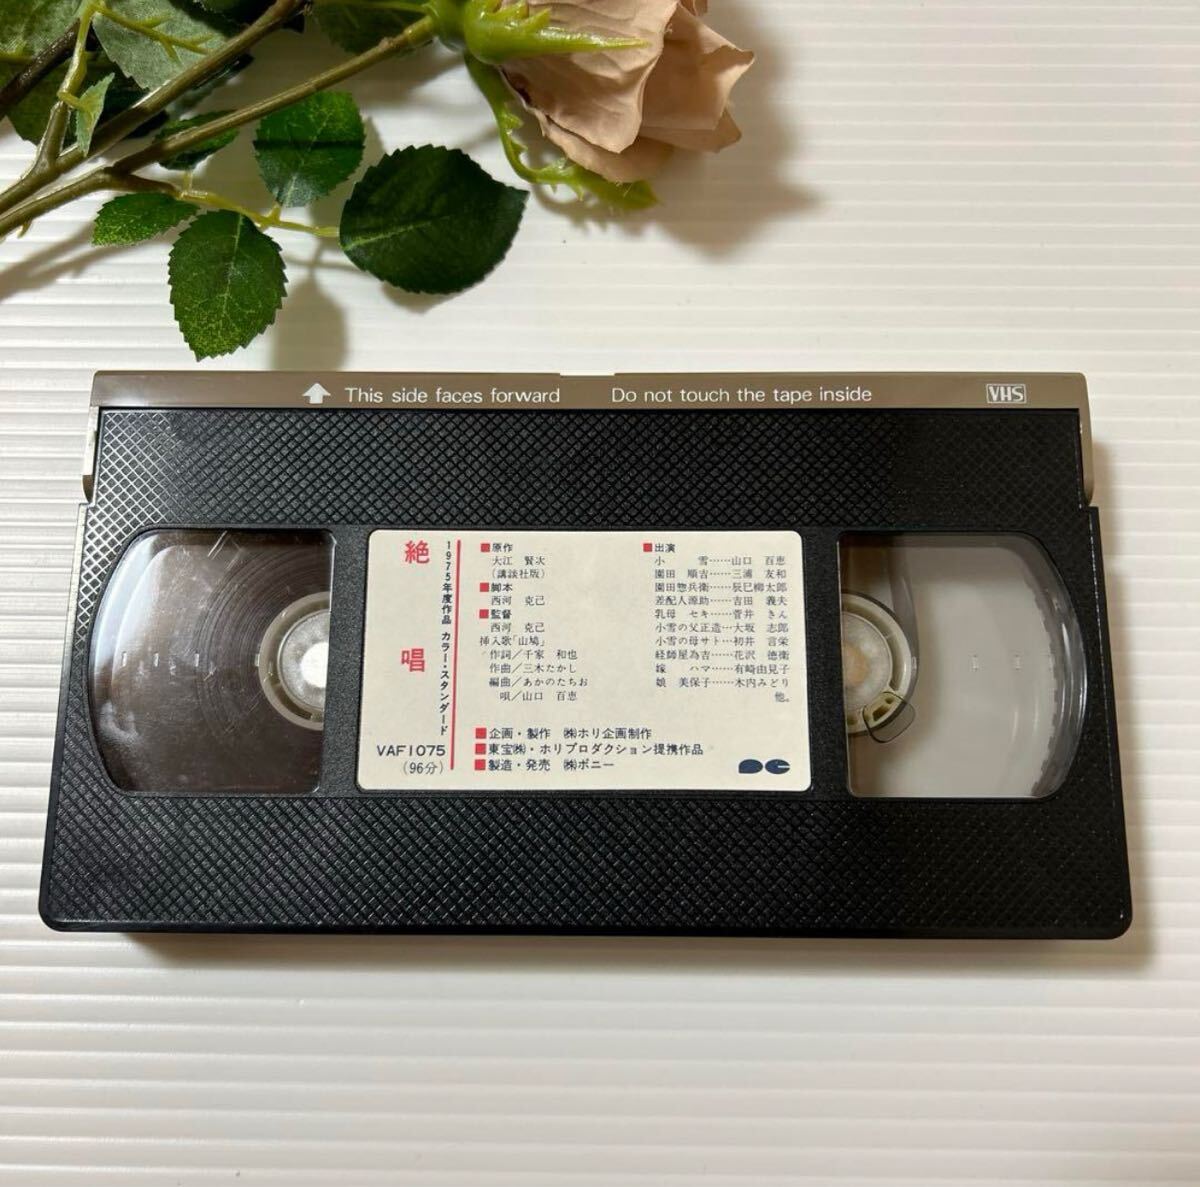 This side faces forward Do not touch the tape inside VHS
絶唱
1975年度作品 カラー・スタンダード
VAF1075
(96分)
■原作
大江 賢次
(講談社版)
■脚本
西河 克己
■監督
西河 克己
挿入歌「山鳩」
作詞/千家 和也
作曲/三木たかし
編曲/あかのたちお
唄/山口 百恵
■出演
小 雪……山口 百恵
園田 順吉……三浦 友和
園田惣兵衛……辰巳柳太郎
差配人源助……吉田 義夫
乳母 セキ……菅井 きん
小雪の父正造…大坂 志郎
小雪の母サト…初井 言栄
経師屋為吉……花沢 徳衛
嫁 ハマ……有崎由見子
娘 美保子……木内みどり
他。
■企画・製作 ㈱ホリ企画制作
■東宝㈱・ホリプロダクション提携作品
■製造・発売 ㈱ポニー
PC